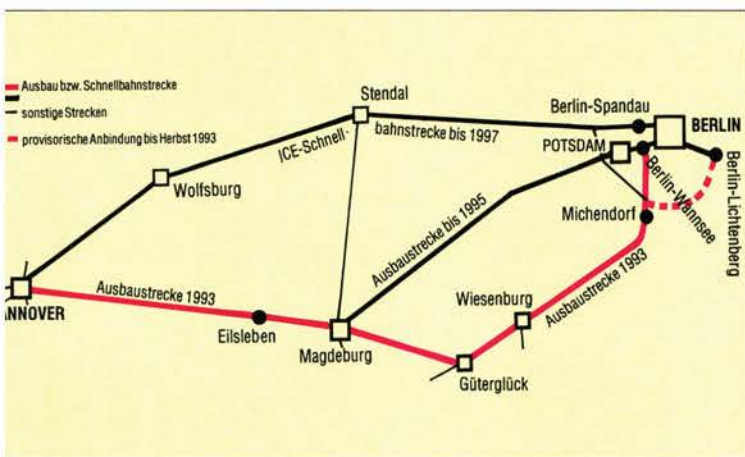 Ausbau bzw. Schnellbahnstrecke
sonstige Strecken
provisorische Anbindung bis Herbst 1993
Stendal
ICE-Schnell-
bahnstrecke bis 1997
Berlin-Spandau
BERLIN
POTSDAM
Berlin-Wannsee
Berlin-Lichtenberg
Wolfsburg
Ausbaustrecke bis 1995
Michendorf
ANNOVER
Ausbaustrecke 1993
Eilsleben
Magdeburg
Wiesenburg
Ausbaustrecke 1993
Güterglück